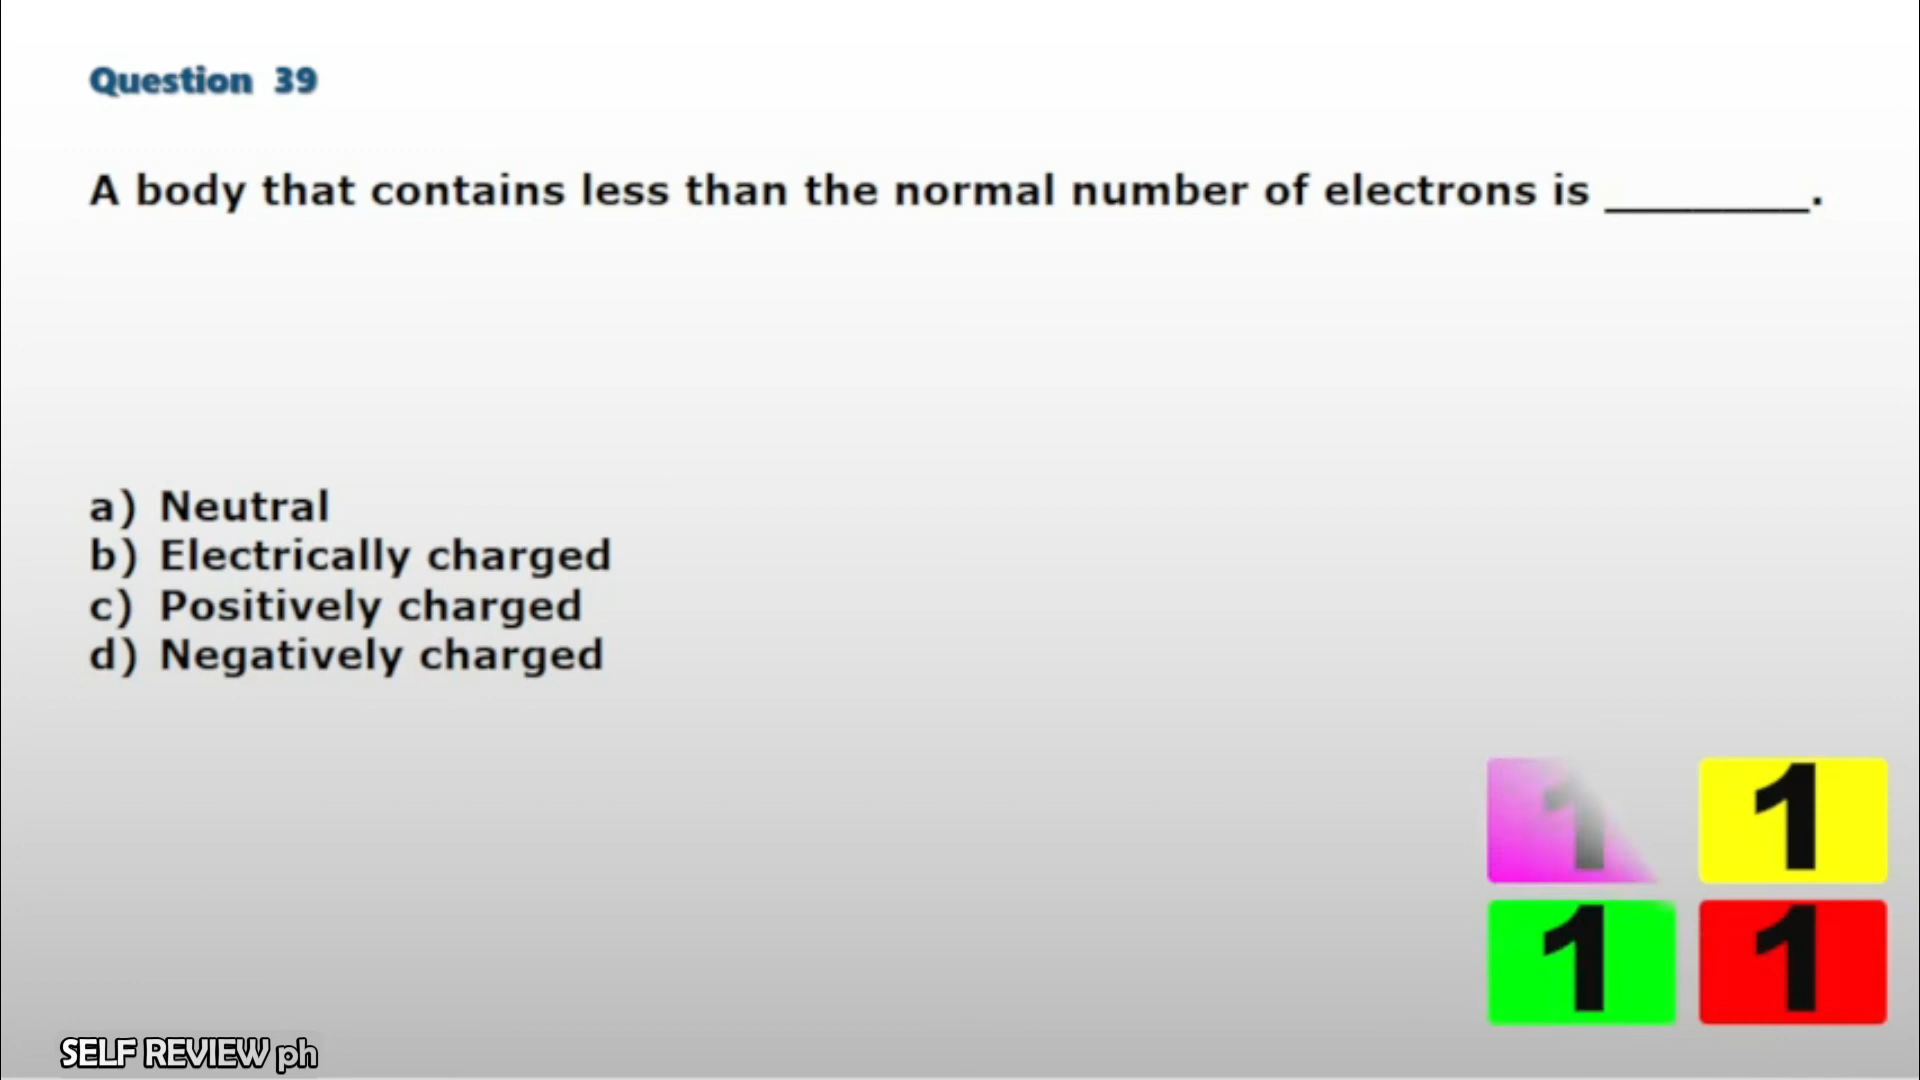 Question 39
A body that contains less than the normal number of electrons is ________.
a) Neutral
b) Electrically charged
c) Positively charged
d) Negatively charged
1 1
1 1
SELF REVIEW ph